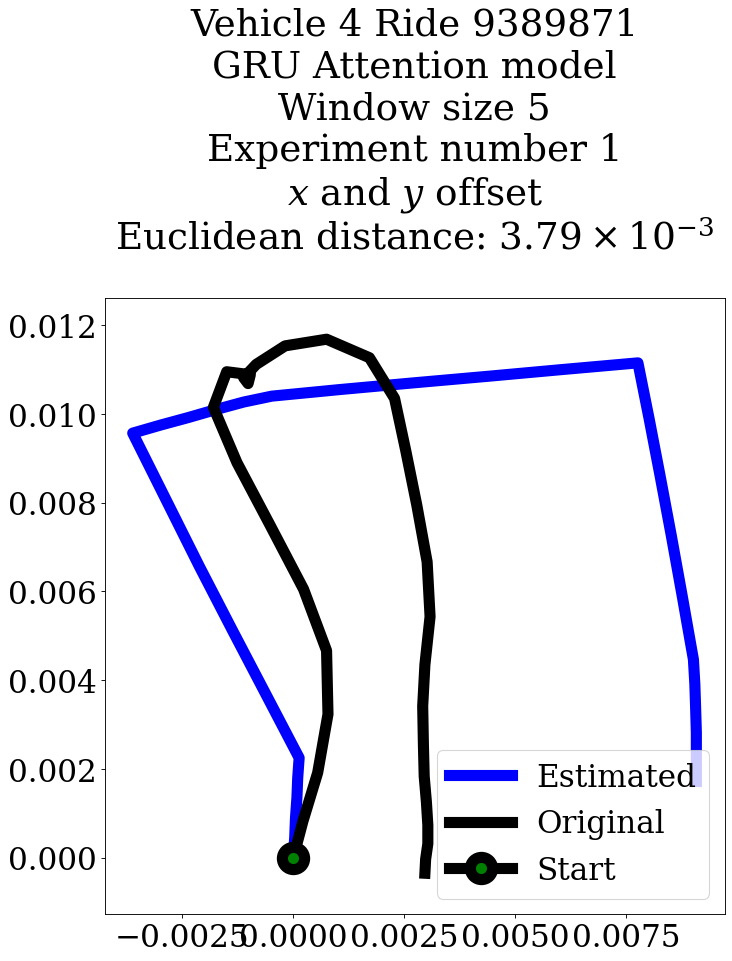 Vehicle 4 Ride 9389871
GRU Attention model
Window size 5
Experiment number 1
x and y offset
Euclidean distance: 3.79 × 10⁻³
0.012
0.010
0.008
0.006
0.004
0.002
0.000
−0.0025
0.0000
0.0025
0.0050
0.0075
Estimated
Original
Start